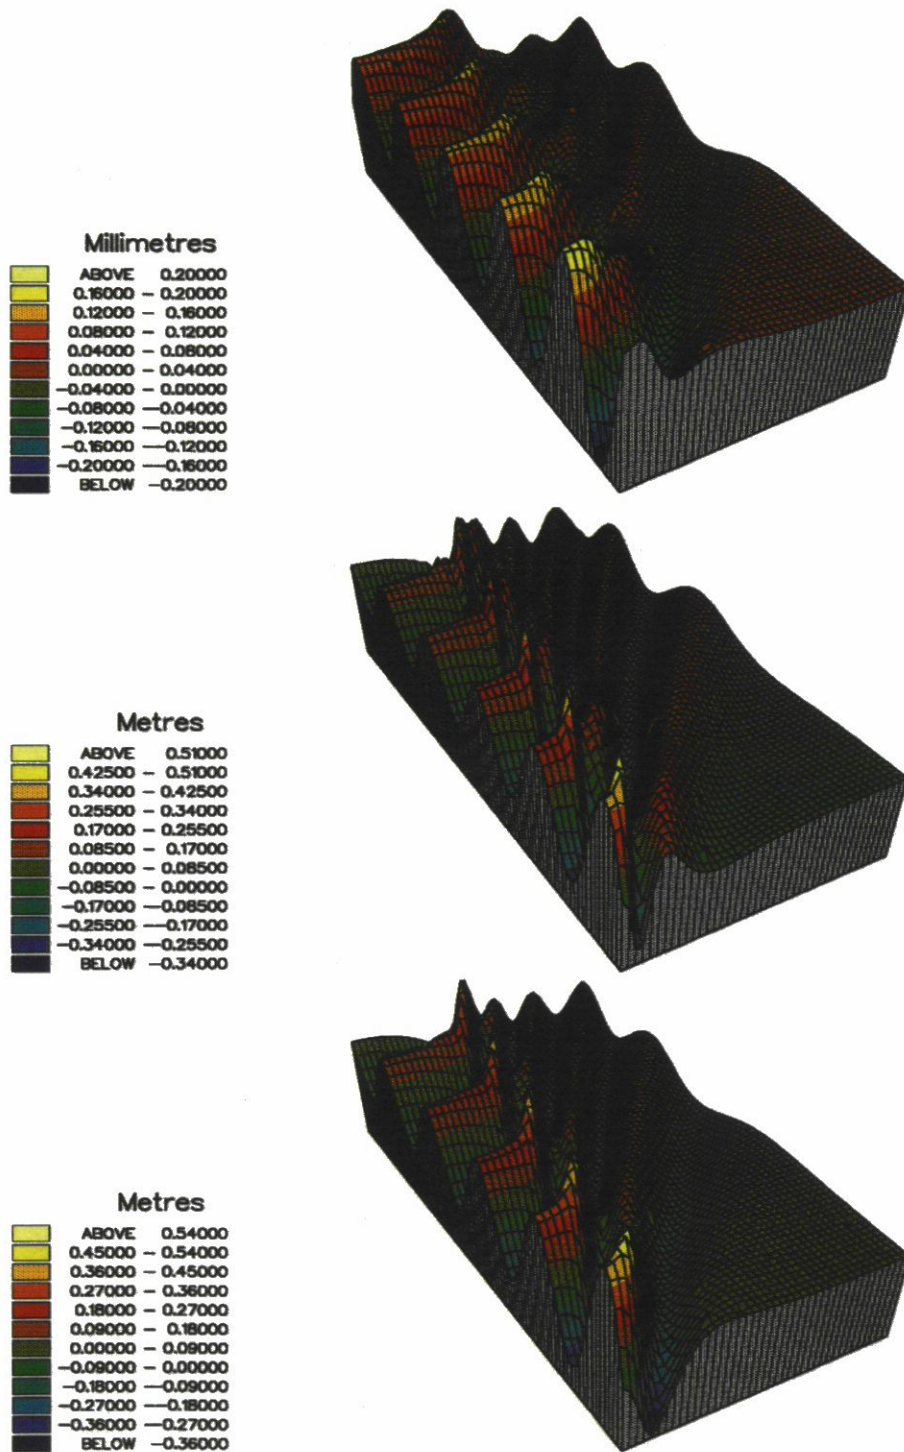 Millimetres
ABOVE 0.20000
0.16000 - 0.20000
0.12000 - 0.16000
0.08000 - 0.12000
0.04000 - 0.08000
0.00000 - 0.04000
-0.04000 - 0.00000
-0.08000 --0.04000
-0.12000 --0.08000
-0.16000 --0.12000
-0.20000 --0.16000
BELOW -0.20000
Metres
ABOVE 0.51000
0.42500 - 0.51000
0.34000 - 0.42500
0.25500 - 0.34000
0.17000 - 0.25500
0.08500 - 0.17000
0.00000 - 0.08500
-0.08500 - 0.00000
-0.17000 --0.08500
-0.25500 --0.17000
-0.34000 --0.25500
BELOW -0.34000
Metres
ABOVE 0.54000
0.45000 - 0.54000
0.36000 - 0.45000
0.27000 - 0.36000
0.18000 - 0.27000
0.09000 - 0.18000
0.00000 - 0.09000
-0.09000 - 0.00000
-0.18000 --0.09000
-0.27000 --0.18000
-0.36000 --0.27000
BELOW -0.36000